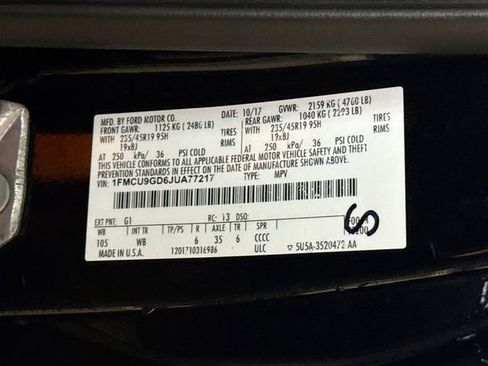 MFD. BY FORD MOTOR CO.
10/17 GVWR: 2159 KG (4760 LB)
FRONT GAWR: 1125 KG (2480 LB) REAR GAWR: 1040 KG (2293 LB)
WITH 235/45R19 95H TIRES WITH 235/45R19 95H TIRES
19x8J RIMS 19x8J RIMS
AT 250 kPa/ 36 PSI COLD AT 250 kPa/ 36 PSI COLD
THIS VEHICLE CONFORMS TO ALL APPLICABLE FEDERAL MOTOR VEHICLE SAFETY AND THEFT
PREVENTION STANDARDS IN EFFECT ON THE DATE OF MANUFACTURE SHOWN ABOVE.
VIN: 1FMCU9GD6JUA77217 TYPE: MPV
EXT PNT: G1 RC: 13 DSO:
WB INT TR R AXLE TR SPR
105 WB 6 35 6 CCCC
MADE IN U.S.A. 1201710316986 ULC 5U5A-3520472-AA
6